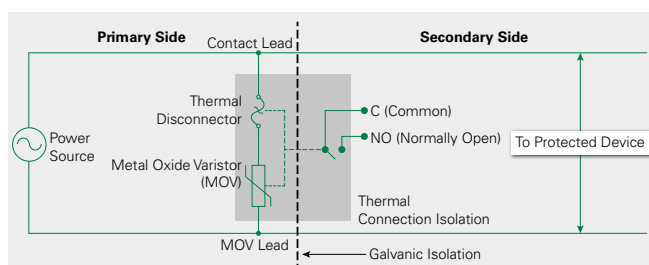 Primary Side
Secondary Side
Contact Lead
Thermal
Disconnector
C (Common)
NO (Normally Open)
Power
Source
To Protected Device
Metal Oxide Varistor
(MOV)
Thermal
Connection Isolation
MOV Lead
Galvanic Isolation